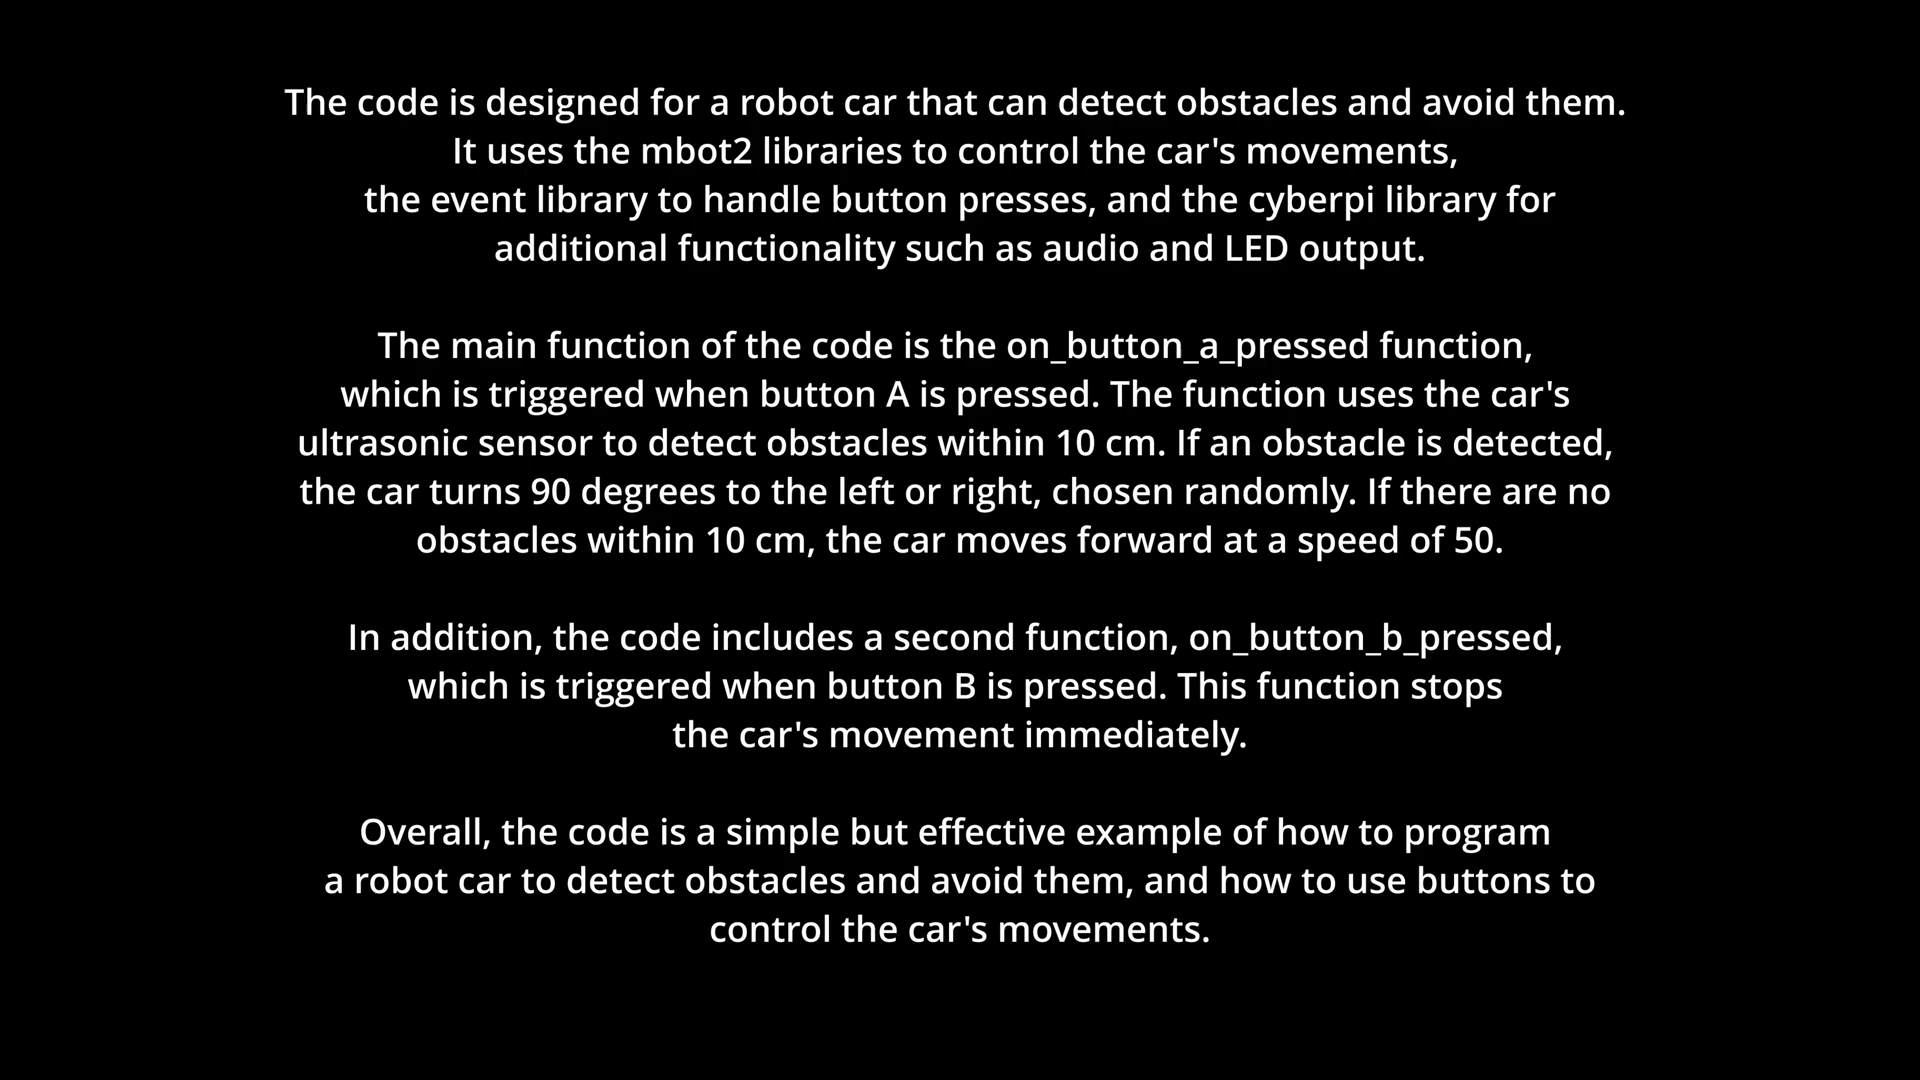 The code is designed for a robot car that can detect obstacles and avoid them.
It uses the mbot2 libraries to control the car's movements,
the event library to handle button presses, and the cyberpi library for
additional functionality such as audio and LED output.
The main function of the code is the on_button_a_pressed function,
which is triggered when button A is pressed. The function uses the car's
ultrasonic sensor to detect obstacles within 10 cm. If an obstacle is detected,
the car turns 90 degrees to the left or right, chosen randomly. If there are no
obstacles within 10 cm, the car moves forward at a speed of 50.
In addition, the code includes a second function, on_button_b_pressed,
which is triggered when button B is pressed. This function stops
the car's movement immediately.
Overall, the code is a simple but effective example of how to program
a robot car to detect obstacles and avoid them, and how to use buttons to
control the car's movements.